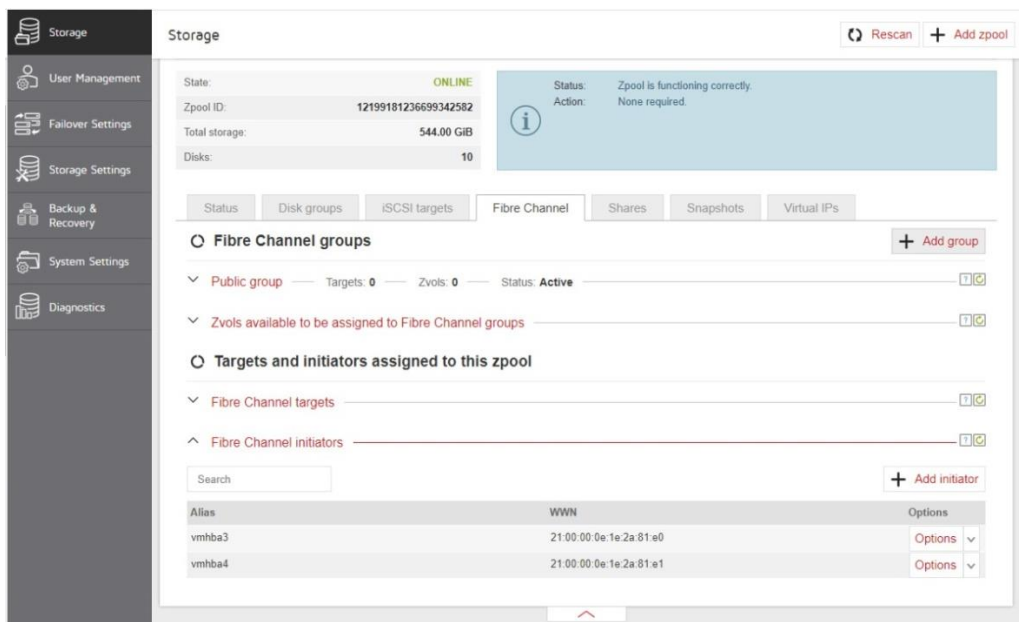 Storage
User Management
Failover Settings
Storage Settings
Backup &
Recovery
System Settings
Diagnostics
Storage
Rescan
Add zpool
State: ONLINE
Zpool ID: 12199181236699342582
Total storage: 544.00 GiB
Disks: 10
Status: Zpool is functioning correctly.
Action: None required.
Status Disk groups iSCSI targets Fibre Channel Shares Snapshots Virtual IPs
Fibre Channel groups
Add group
Public group Targets: 0 Zvols: 0 Status: Active
Zvols available to be assigned to Fibre Channel groups
Targets and initiators assigned to this zpool
Fibre Channel targets
Fibre Channel initiators
Search
Add initiator
Alias WWN Options
vmhba3 21:00:00:0e:1e:2a:81:e0 Options
vmhba4 21:00:00:0e:1e:2a:81:e1 Options